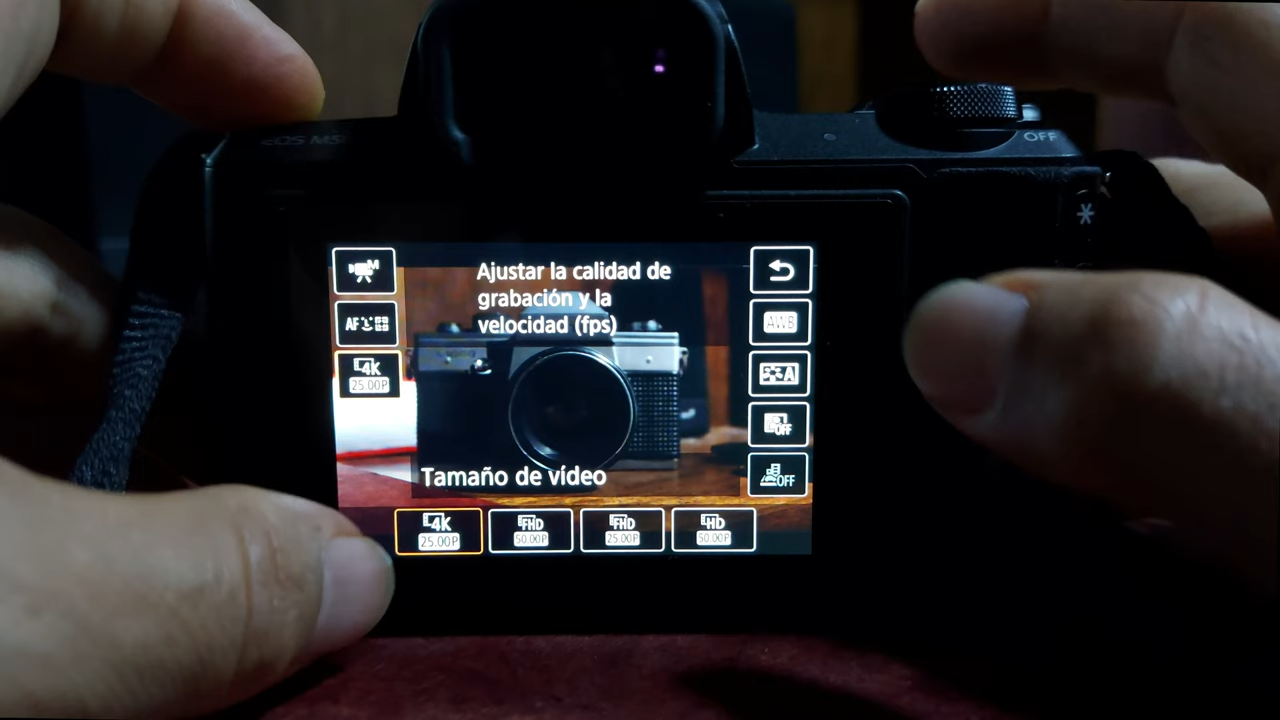 OFF
M
Ajustar la calidad de
grabación y la
velocidad (fps)
AWB
AF
4K
25.00P
A
OFF
OFF
Tamaño de vídeo
4K
25.00P
FHD
50.00P
FHD
25.00P
HD
50.00P